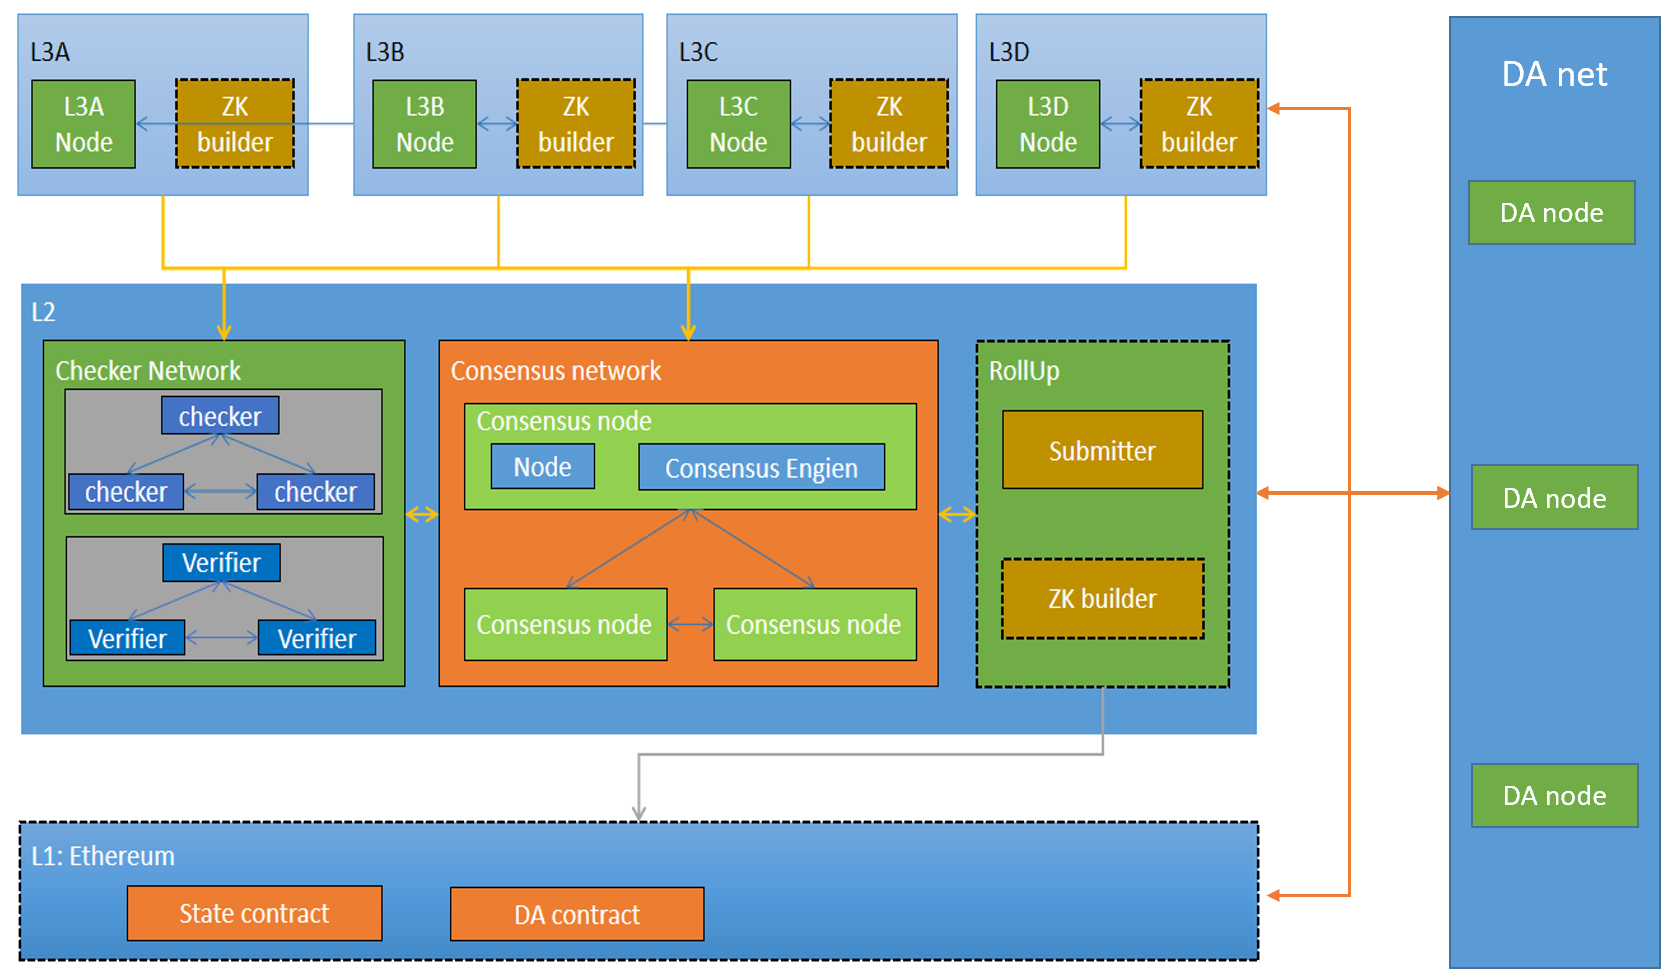 L3A
L3A
Node
ZK
builder
L3B
L3B
Node
ZK
builder
L3C
L3C
Node
ZK
builder
L3D
L3D
Node
ZK
builder
DA net
DA node
DA node
DA node
L2
Checker Network
checker
checker
checker
Verifier
Verifier
Verifier
Consensus network
Consensus node
Node
Consensus Engien
Consensus node
Consensus node
RollUp
Submitter
ZK builder
L1: Ethereum
State contract
DA contract